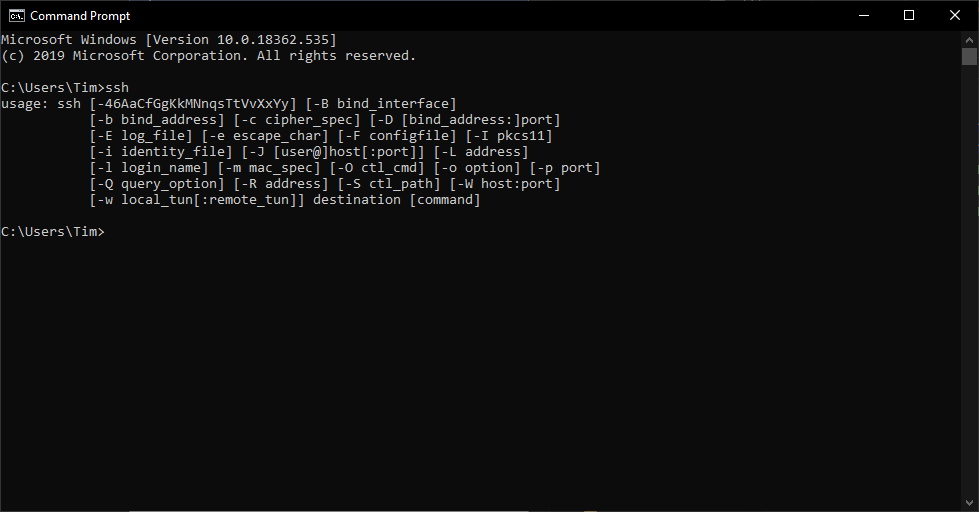 Command Prompt
Microsoft Windows [Version 10.0.18362.535]
(c) 2019 Microsoft Corporation. All rights reserved.
C:\Users\Tim>ssh
usage: ssh [-46AaCfGgKkMNnqsTtVvXxYy] [-B bind_interface]
           [-b bind_address] [-c cipher_spec] [-D [bind_address:]port]
           [-E log_file] [-e escape_char] [-F configfile] [-I pkcs11]
           [-i identity_file] [-J [user@]host[:port]] [-L address]
           [-l login_name] [-m mac_spec] [-O ctl_cmd] [-o option] [-p port]
           [-Q query_option] [-R address] [-S ctl_path] [-W host:port]
           [-w local_tun[:remote_tun]] destination [command]
C:\Users\Tim>